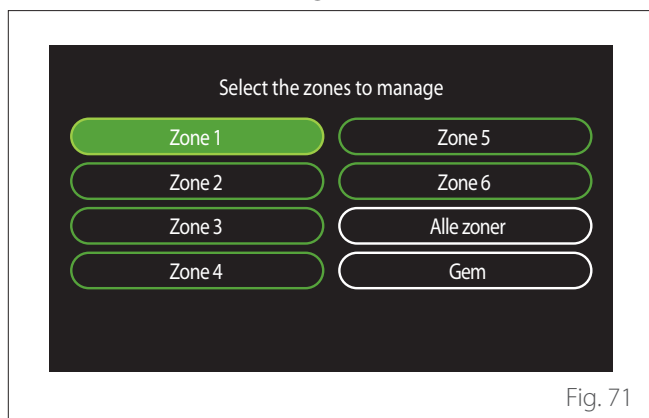 Select the zones to manage
Zone 1
Zone 5
Zone 2
Zone 6
Zone 3
Alle zoner
Zone 4
Gem
Fig. 71